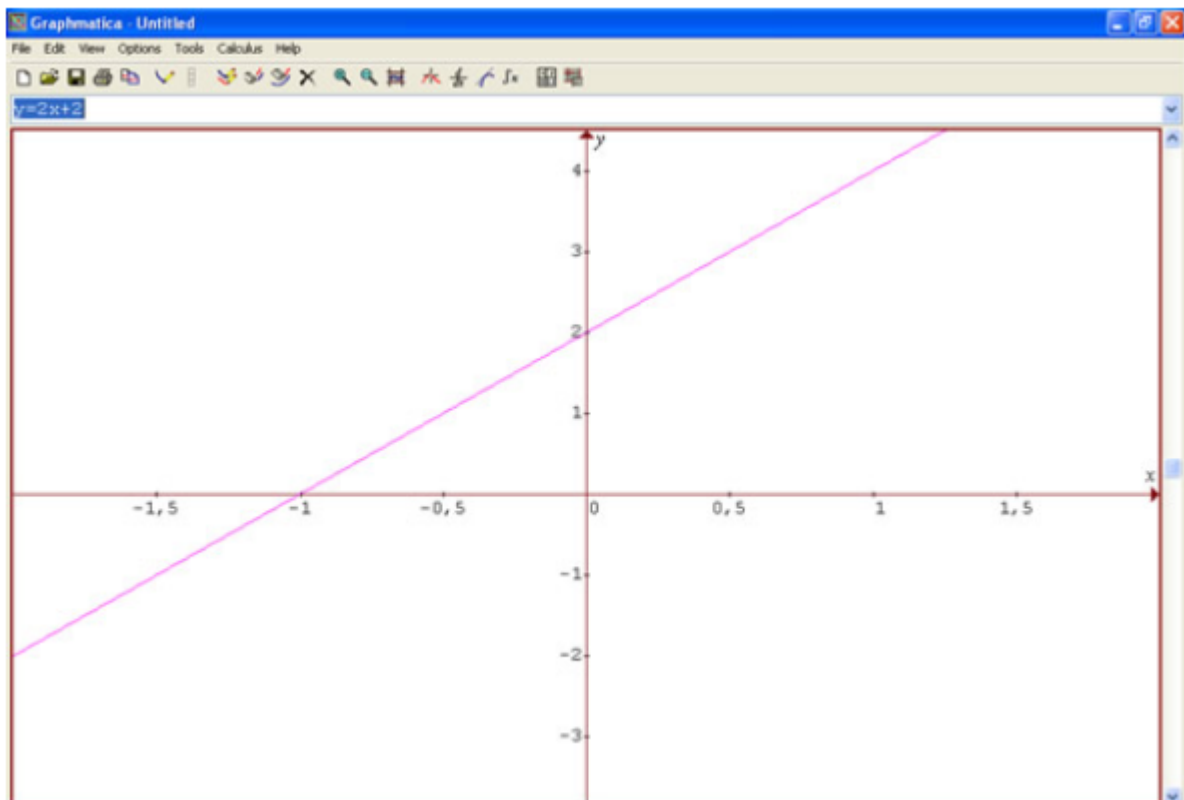 Graphmatica - Untitled
File Edit View Options Tools Calculus Help
y=2x+2
y
4
3
2
1
x
-1,5 -1 -0,5 0 0,5 1 1,5
-1
-2
-3